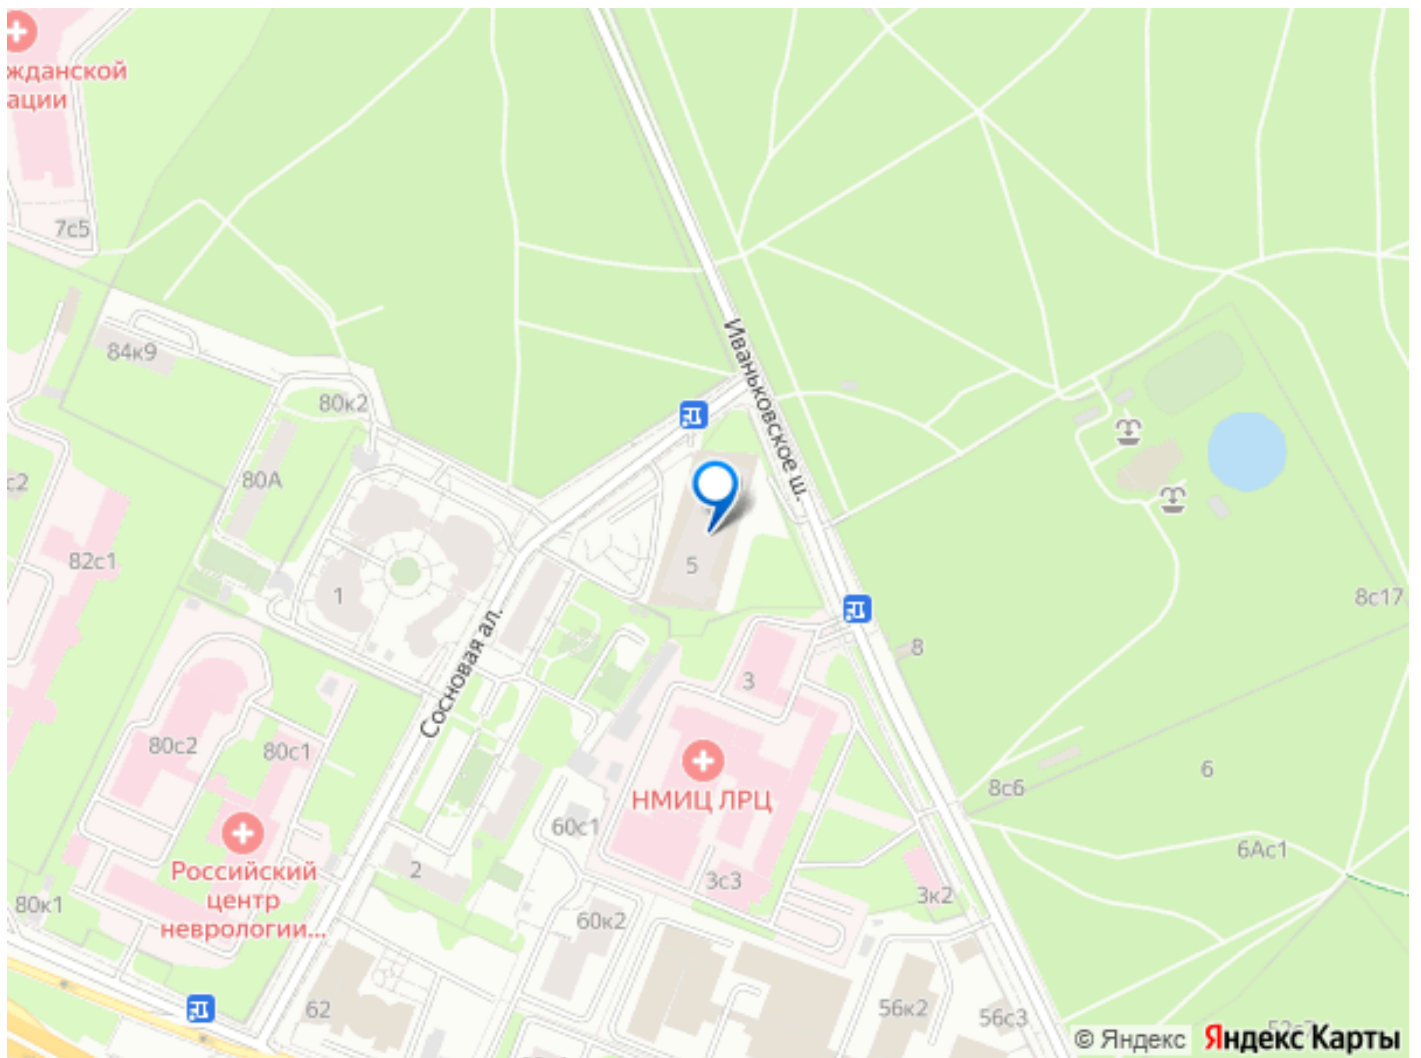 жданской
ации
7с5
84к9
80к2
80А
с2
82с1
Иваньковское ш.
5
1
Сосновая ал.
8с17
8
3
80с2
80с1
НМИЦ ЛРЦ
8с6
6
60с1
6Ас1
Российский
центр
неврологии...
2
3с3
3к2
80к1
60к2
62
56к2
56с3
© Яндекс
Яндекс Карты